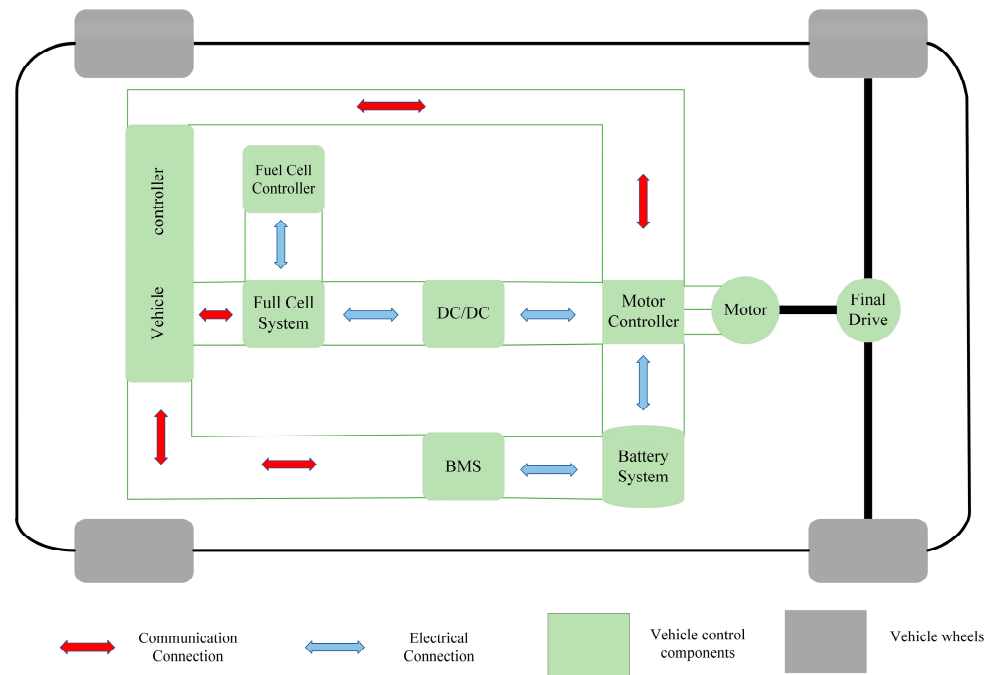 Vehicle controller
Fuel Cell
Controller
Full Cell
System
DC/DC
Motor
Controller
Motor
Final
Drive
BMS
Battery
System
Communication
Connection
Electrical
Connection
Vehicle control
components
Vehicle wheels